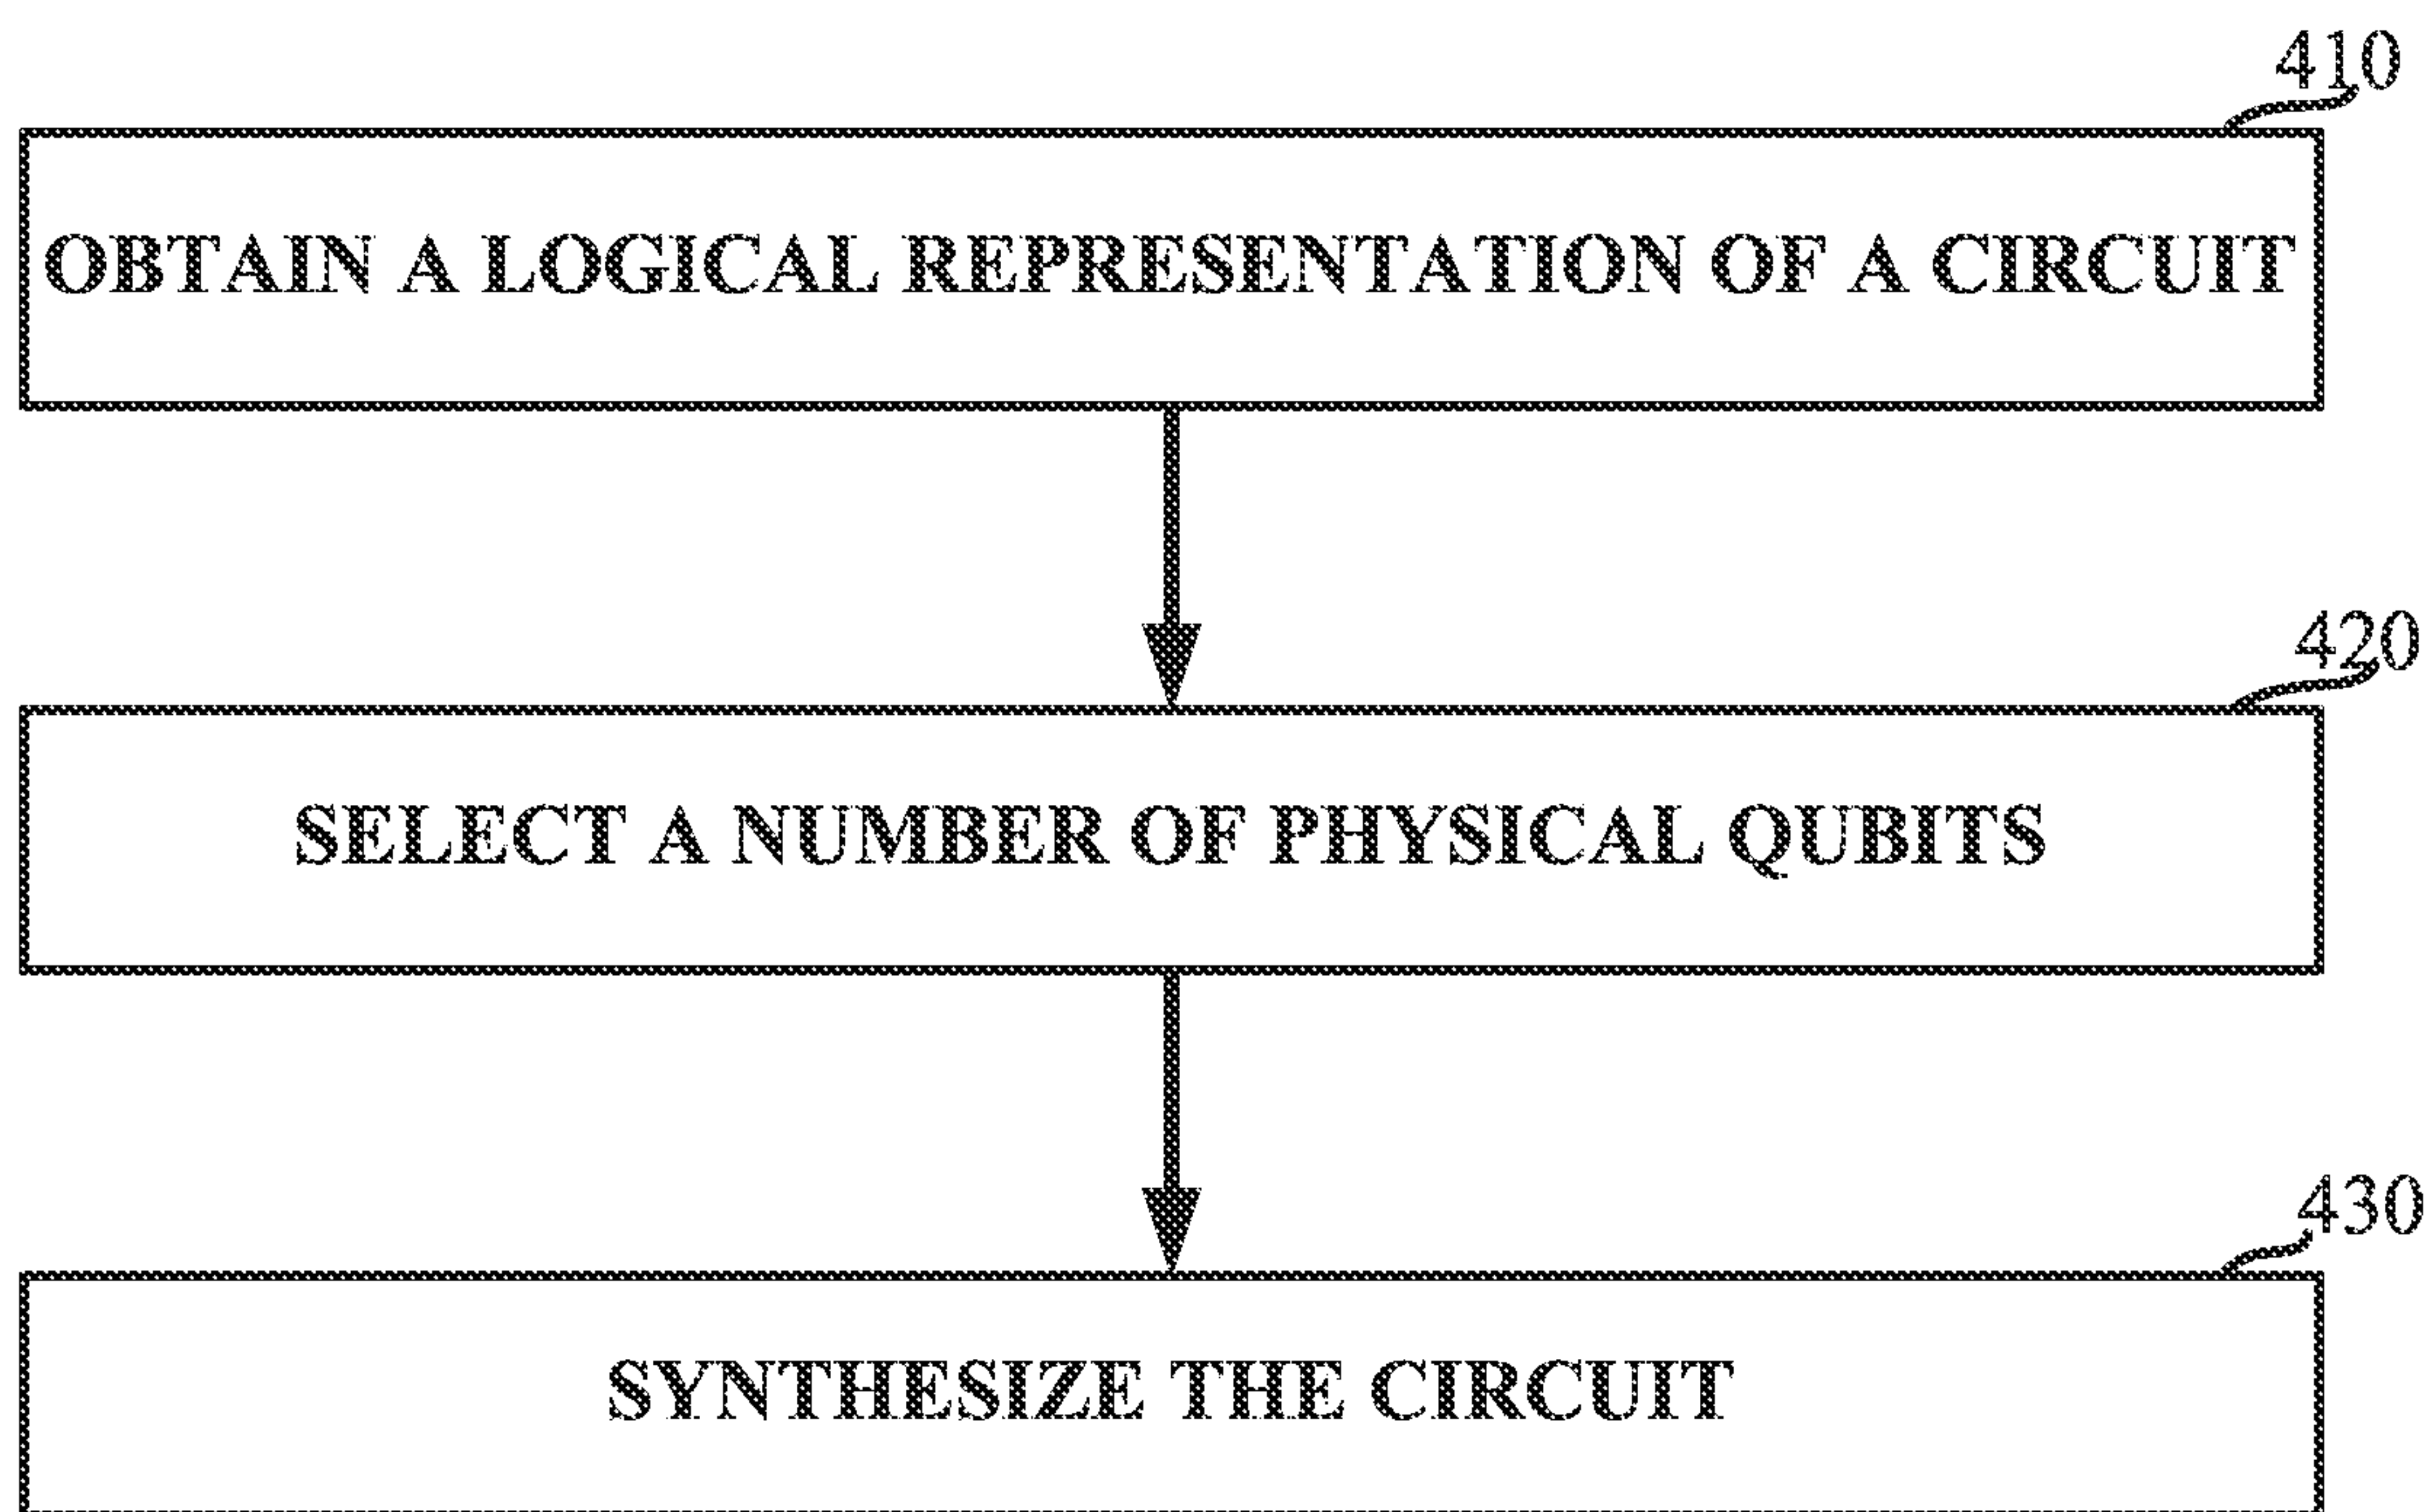 410
OBTAIN A LOGICAL REPRESENTATION OF A CIRCUIT
420
SELECT A NUMBER OF PHYSICAL QUBITS
430
SYNTHESIZE THE CIRCUIT